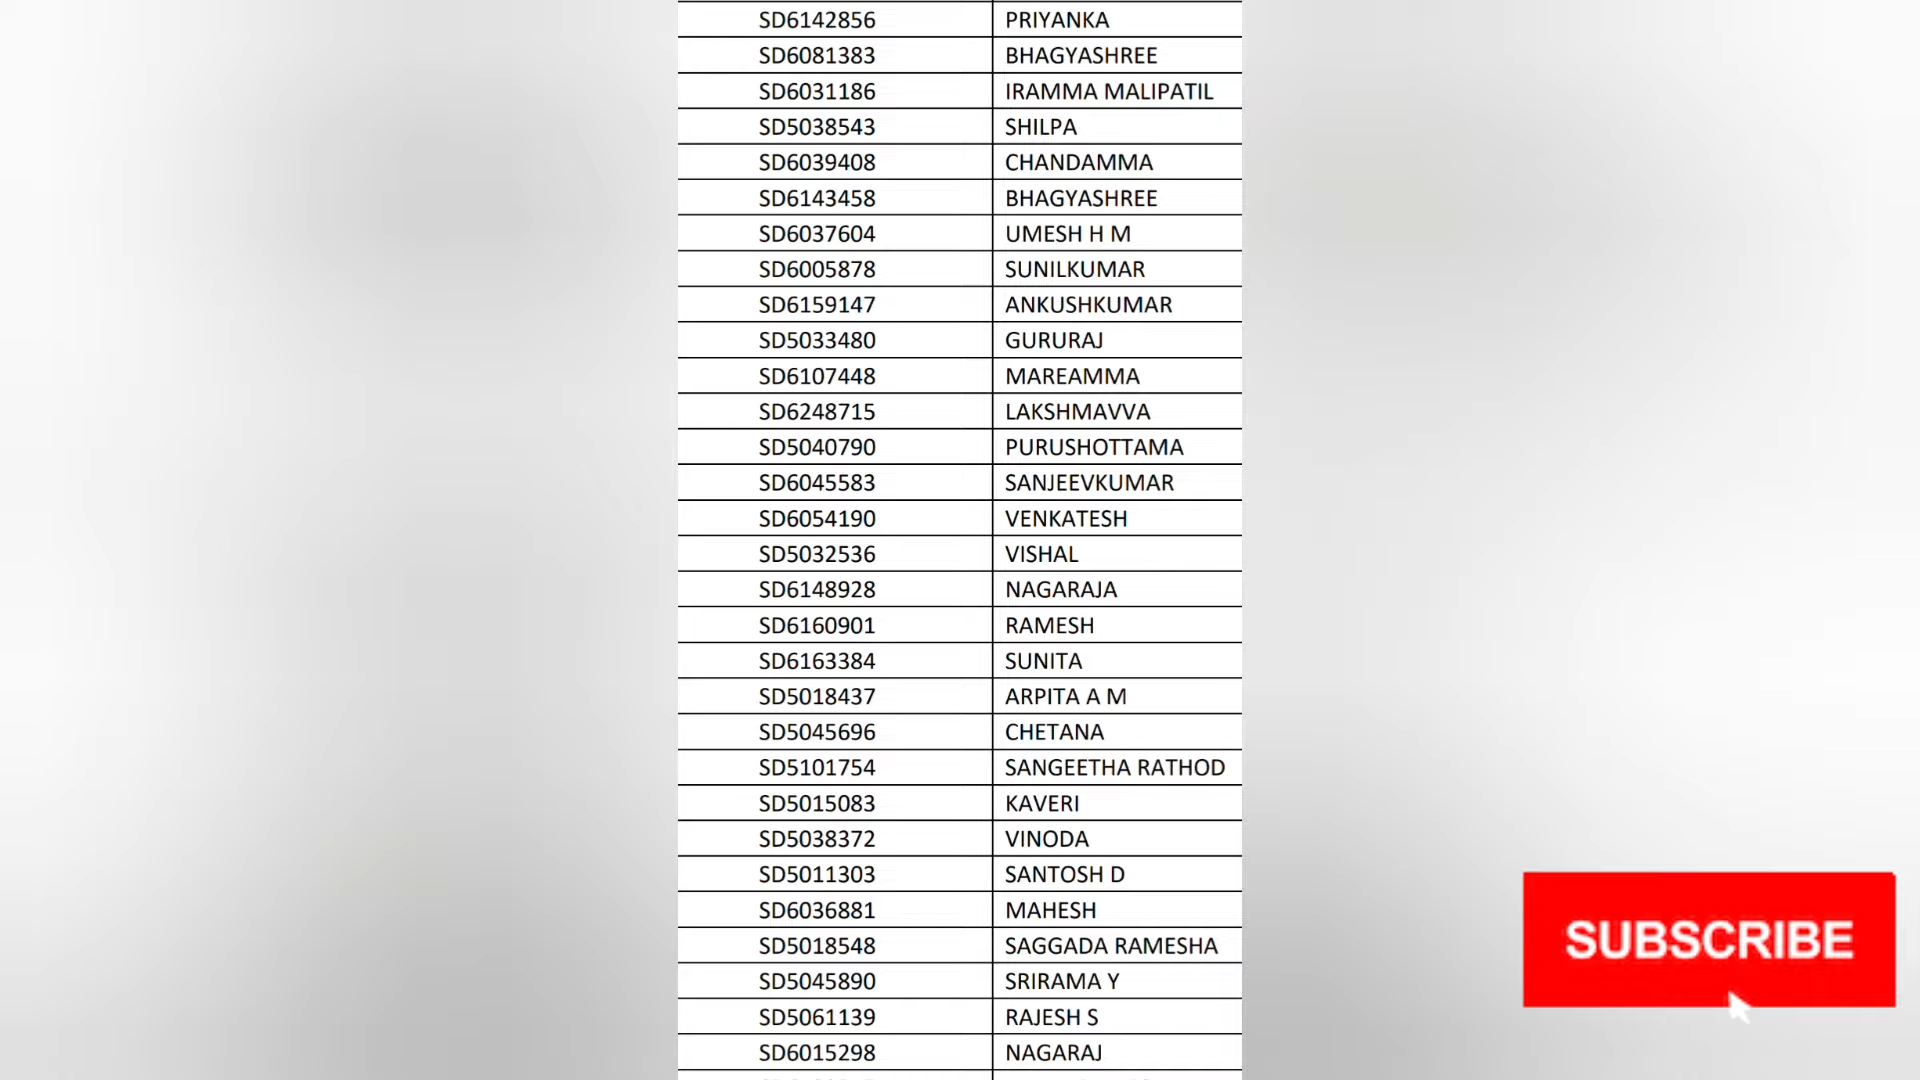 SD6142856 PRIYANKA
SD6081383 BHAGYASHREE
SD6031186 IRAMMA MALIPATIL
SD5038543 SHILPA
SD6039408 CHANDAMMA
SD6143458 BHAGYASHREE
SD6037604 UMESH H M
SD6005878 SUNILKUMAR
SD6159147 ANKUSHKUMAR
SD5033480 GURURAJ
SD6107448 MAREAMMA
SD6248715 LAKSHMAVVA
SD5040790 PURUSHOTTAMA
SD6045583 SANJEEVKUMAR
SD6054190 VENKATESH
SD5032536 VISHAL
SD6148928 NAGARAJA
SD6160901 RAMESH
SD6163384 SUNITA
SD5018437 ARPITA A M
SD5045696 CHETANA
SD5101754 SANGEETHA RATHOD
SD5015083 KAVERI
SD5038372 VINODA
SD5011303 SANTOSH D
SD6036881 MAHESH
SD5018548 SAGGADA RAMESHA
SD5045890 SRIRAMA Y
SD5061139 RAJESH S
SD6015298 NAGARAJ
SUBSCRIBE